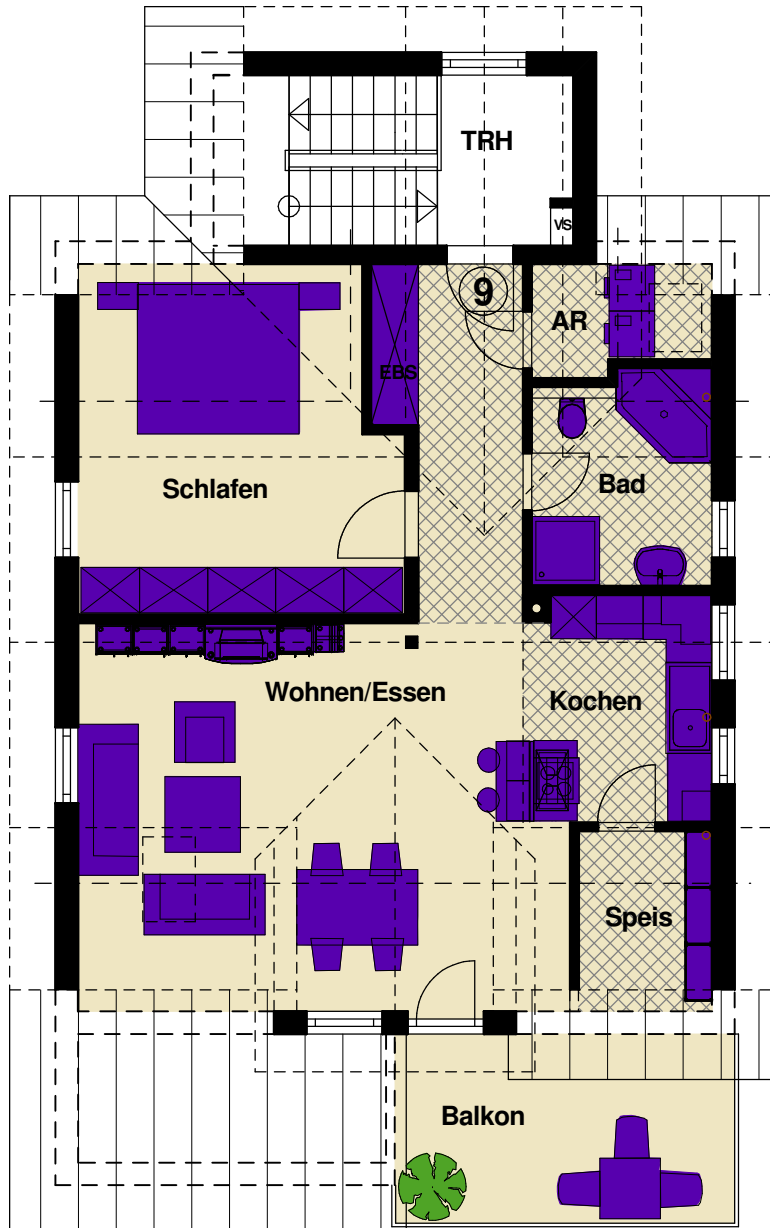 TRH
VS
9
AR
EBS
Schlafen
Bad
Wohnen/Essen
Kochen
Speis
Balkon